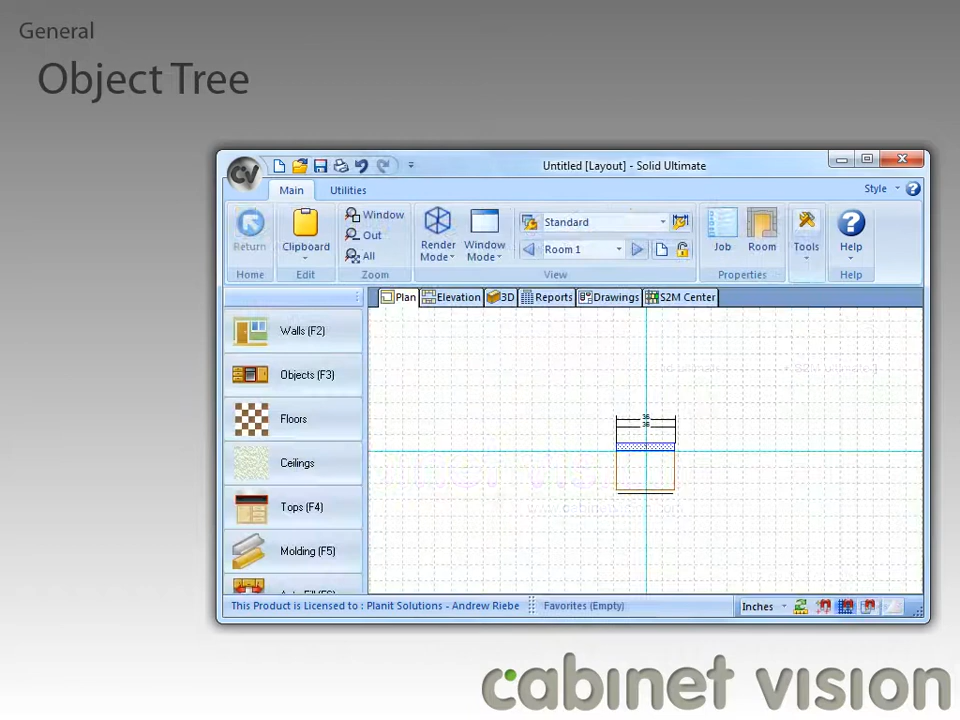 General
Object Tree
CV
Untitled [Layout] - Solid Ultimate
Main Utilities Style
Return Clipboard Window Out All Render Mode Window Mode Standard Room 1 Job Room Tools Help
Home Edit Zoom View Properties Help
Plan Elevation 3D Reports Drawings S2M Center
Walls (F2)
Objects (F3)
Floors
Ceilings
Tops (F4)
Molding (F5)
36
36
This Product is Licensed to : Planit Solutions - Andrew Riebe Favorites (Empty) Inches
cabinet vision